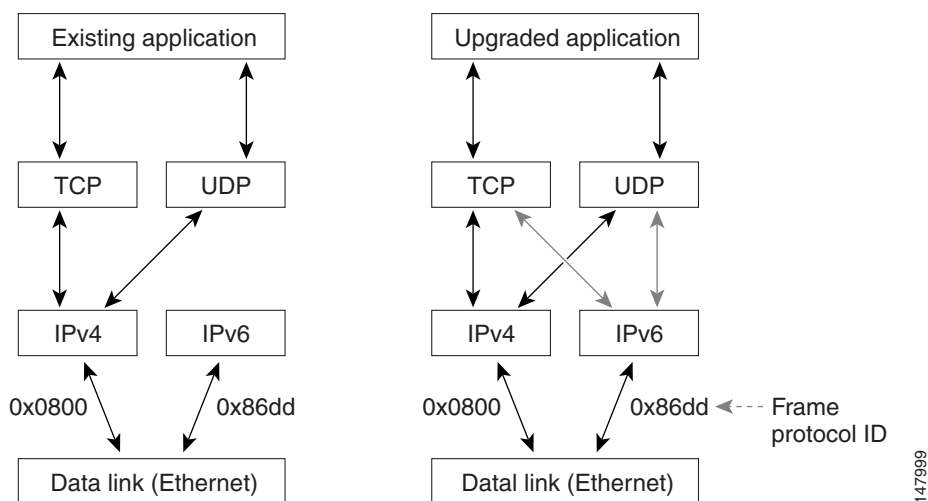 Existing application
Upgraded application
TCP
UDP
TCP
UDP
IPv4
IPv6
IPv4
IPv6
0x0800
0x86dd
0x0800
0x86dd
Frame
protocol ID
Data link (Ethernet)
Datal link (Ethernet)
147999